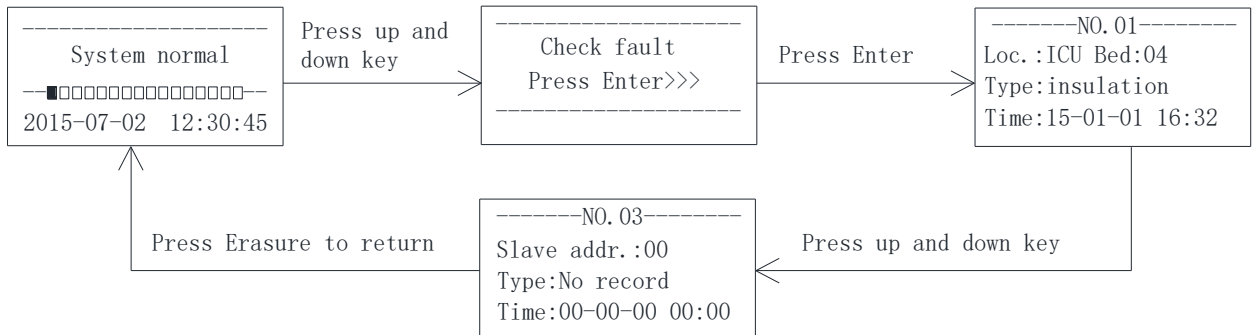 System normal
2015-07-02 12:30:45
Press up and
down key
Check fault
Press Enter>>>
Press Enter
-------NO.01--------
Loc.:ICU Bed:04
Type:insulation
Time:15-01-01 16:32
Press up and down key
-------NO.03--------
Slave addr.:00
Type:No record
Time:00-00-00 00:00
Press Erasure to return